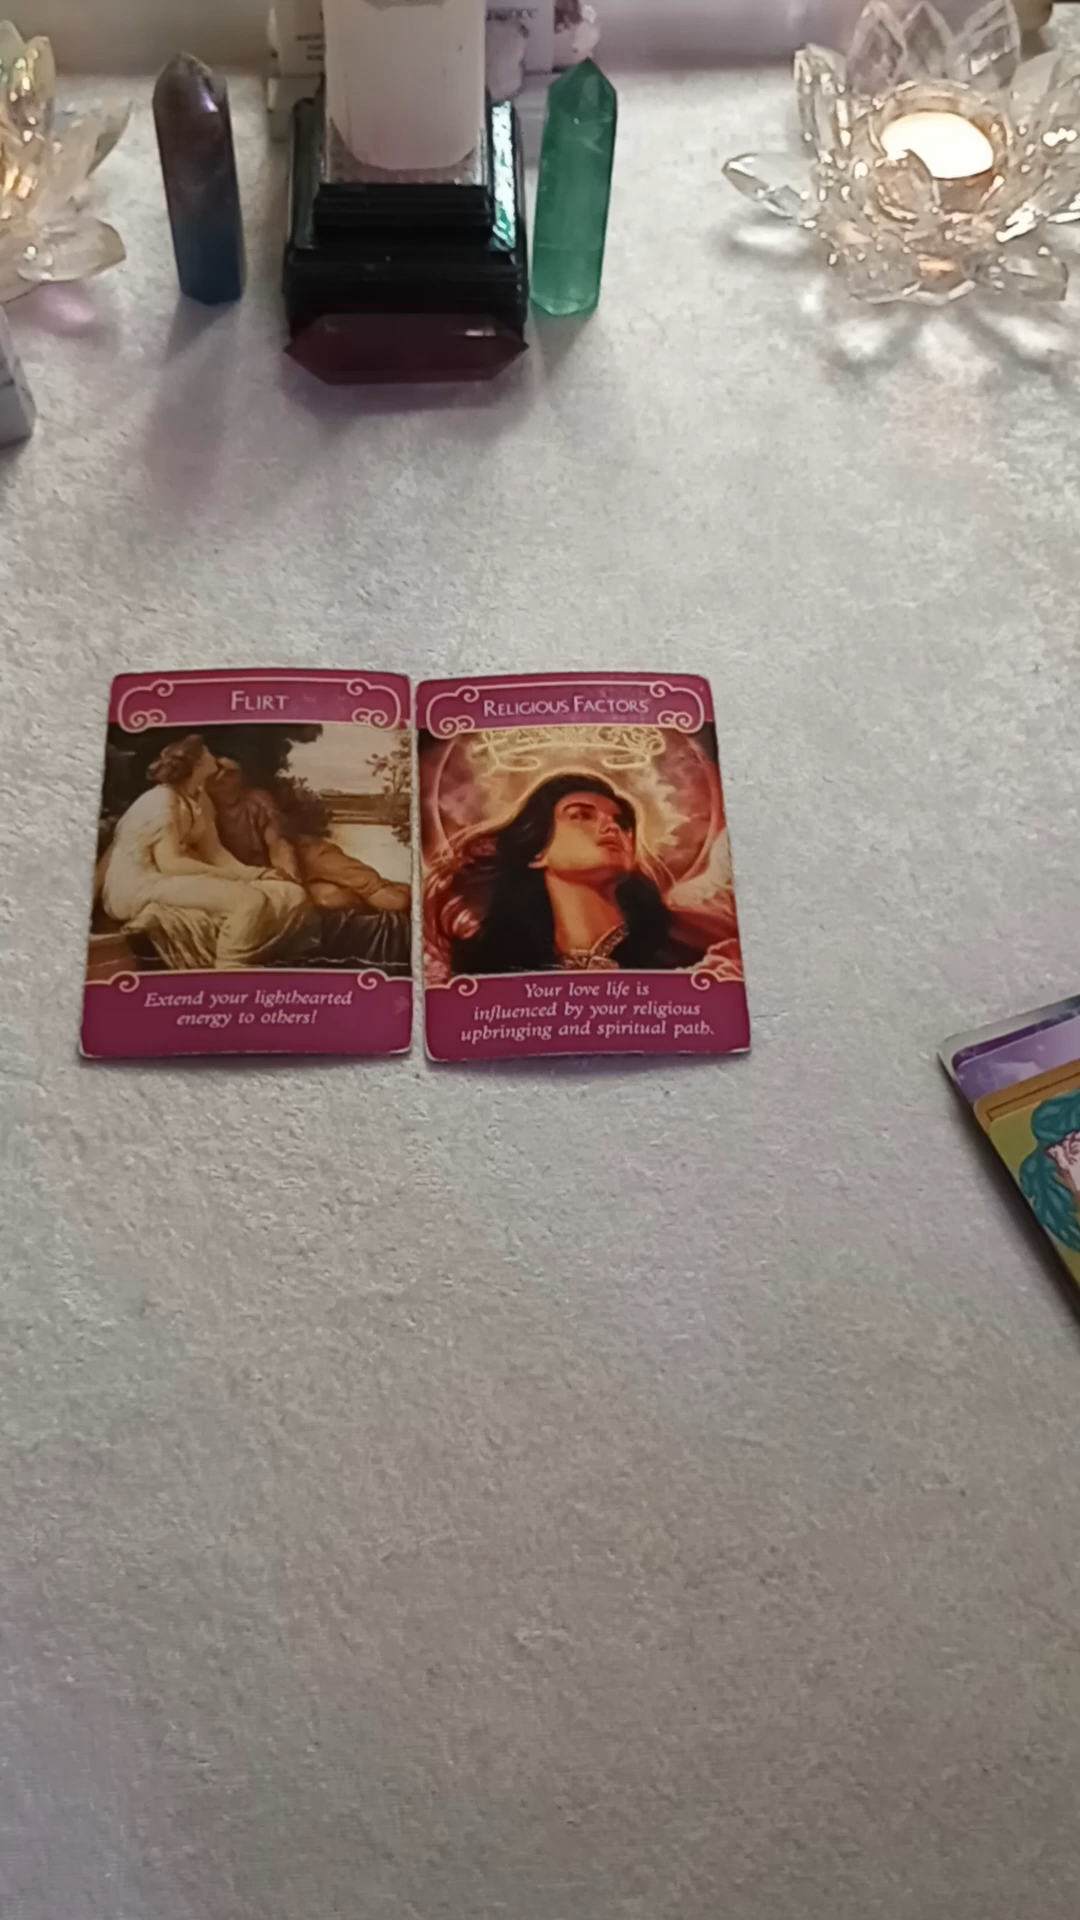 FLIRT
Extend your lighthearted
energy to others!
RELIGIOUS FACTORS
Your love life is
influenced by your religious
upbringing and spiritual path.